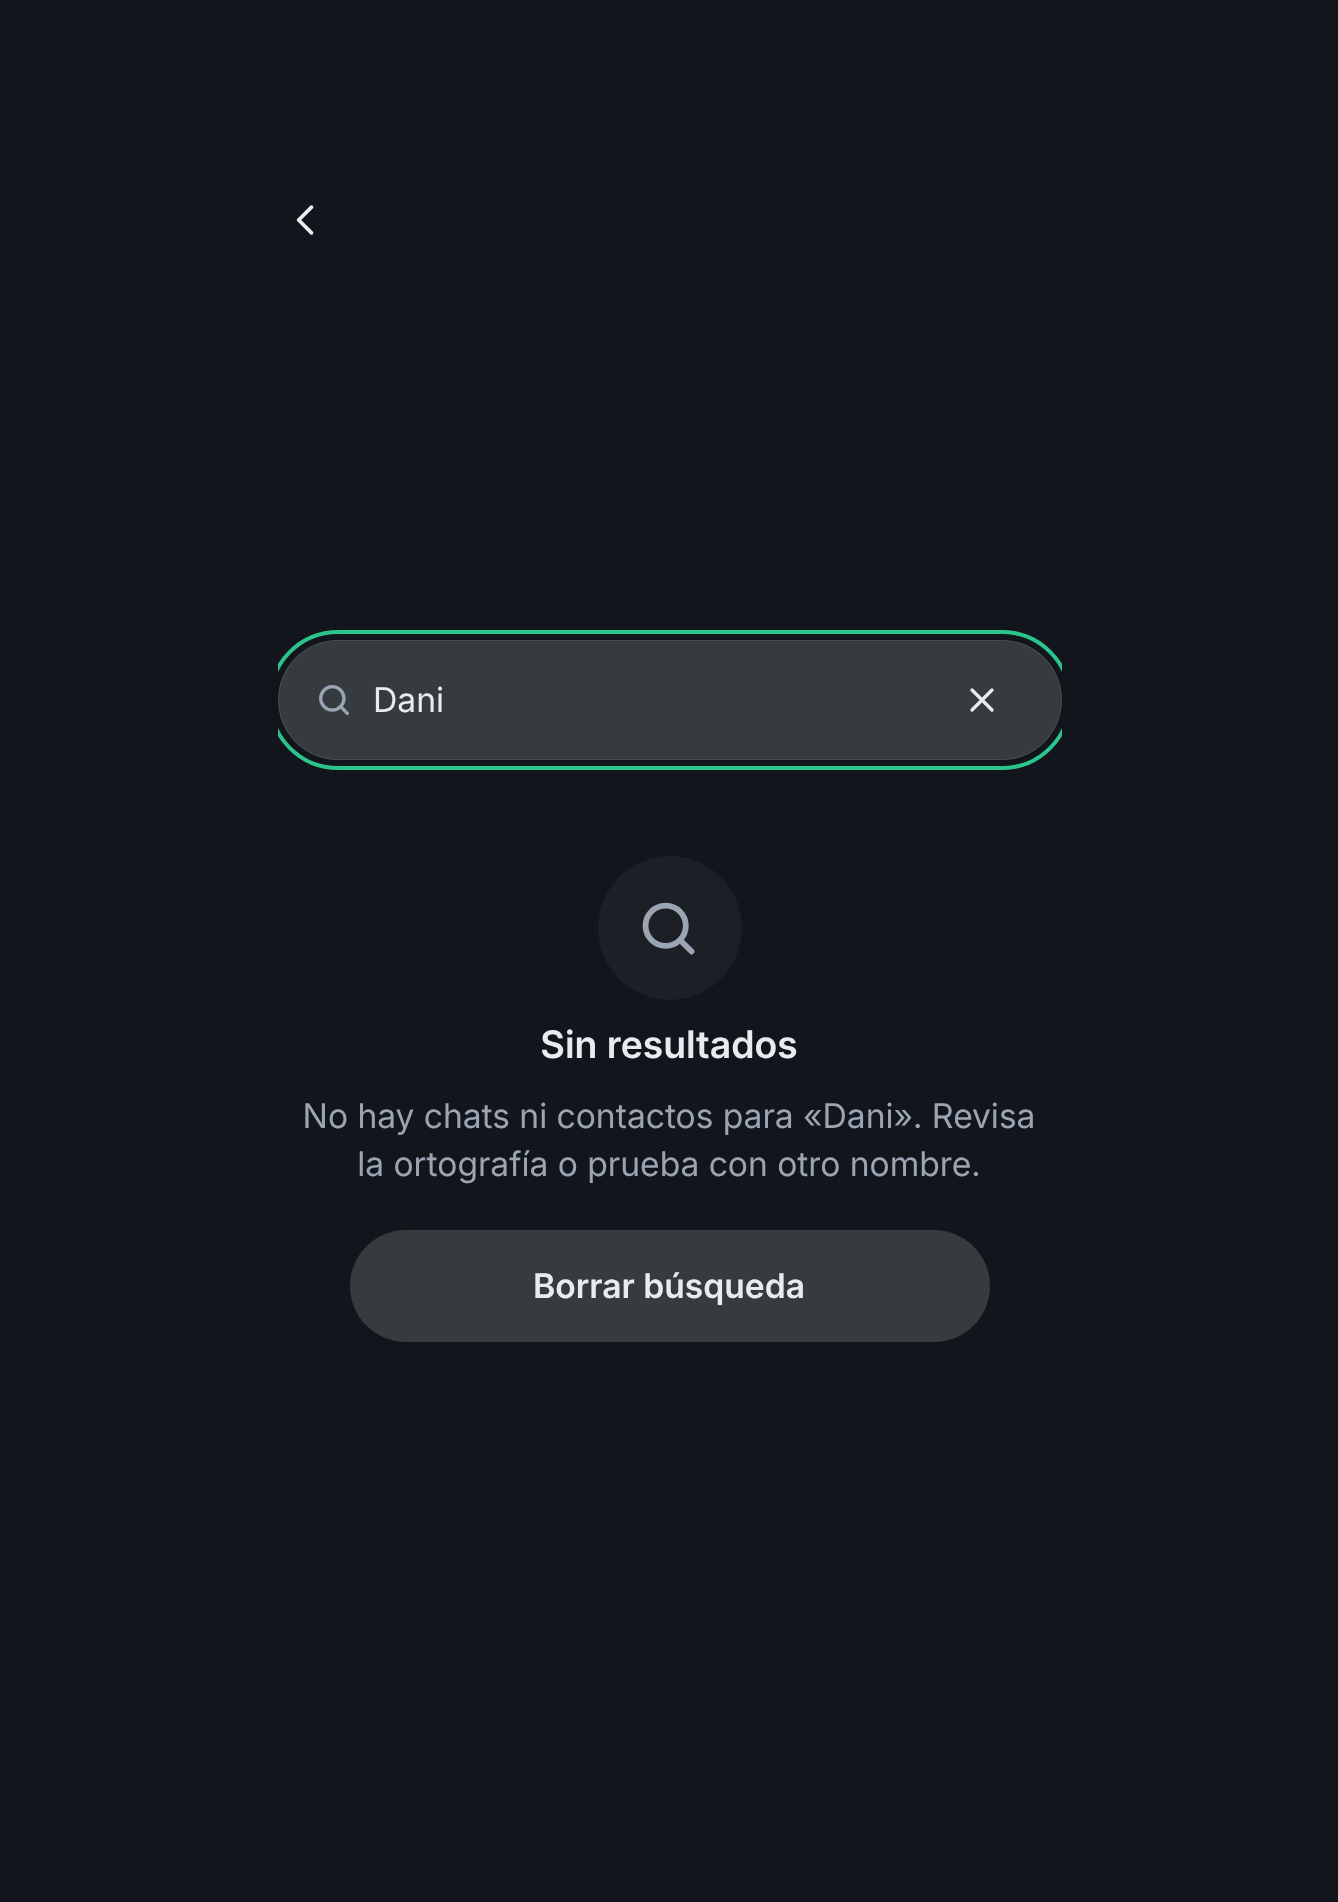 Dani
Sin resultados
No hay chats ni contactos para «Dani». Revisa
la ortografía o prueba con otro nombre.
Borrar búsqueda